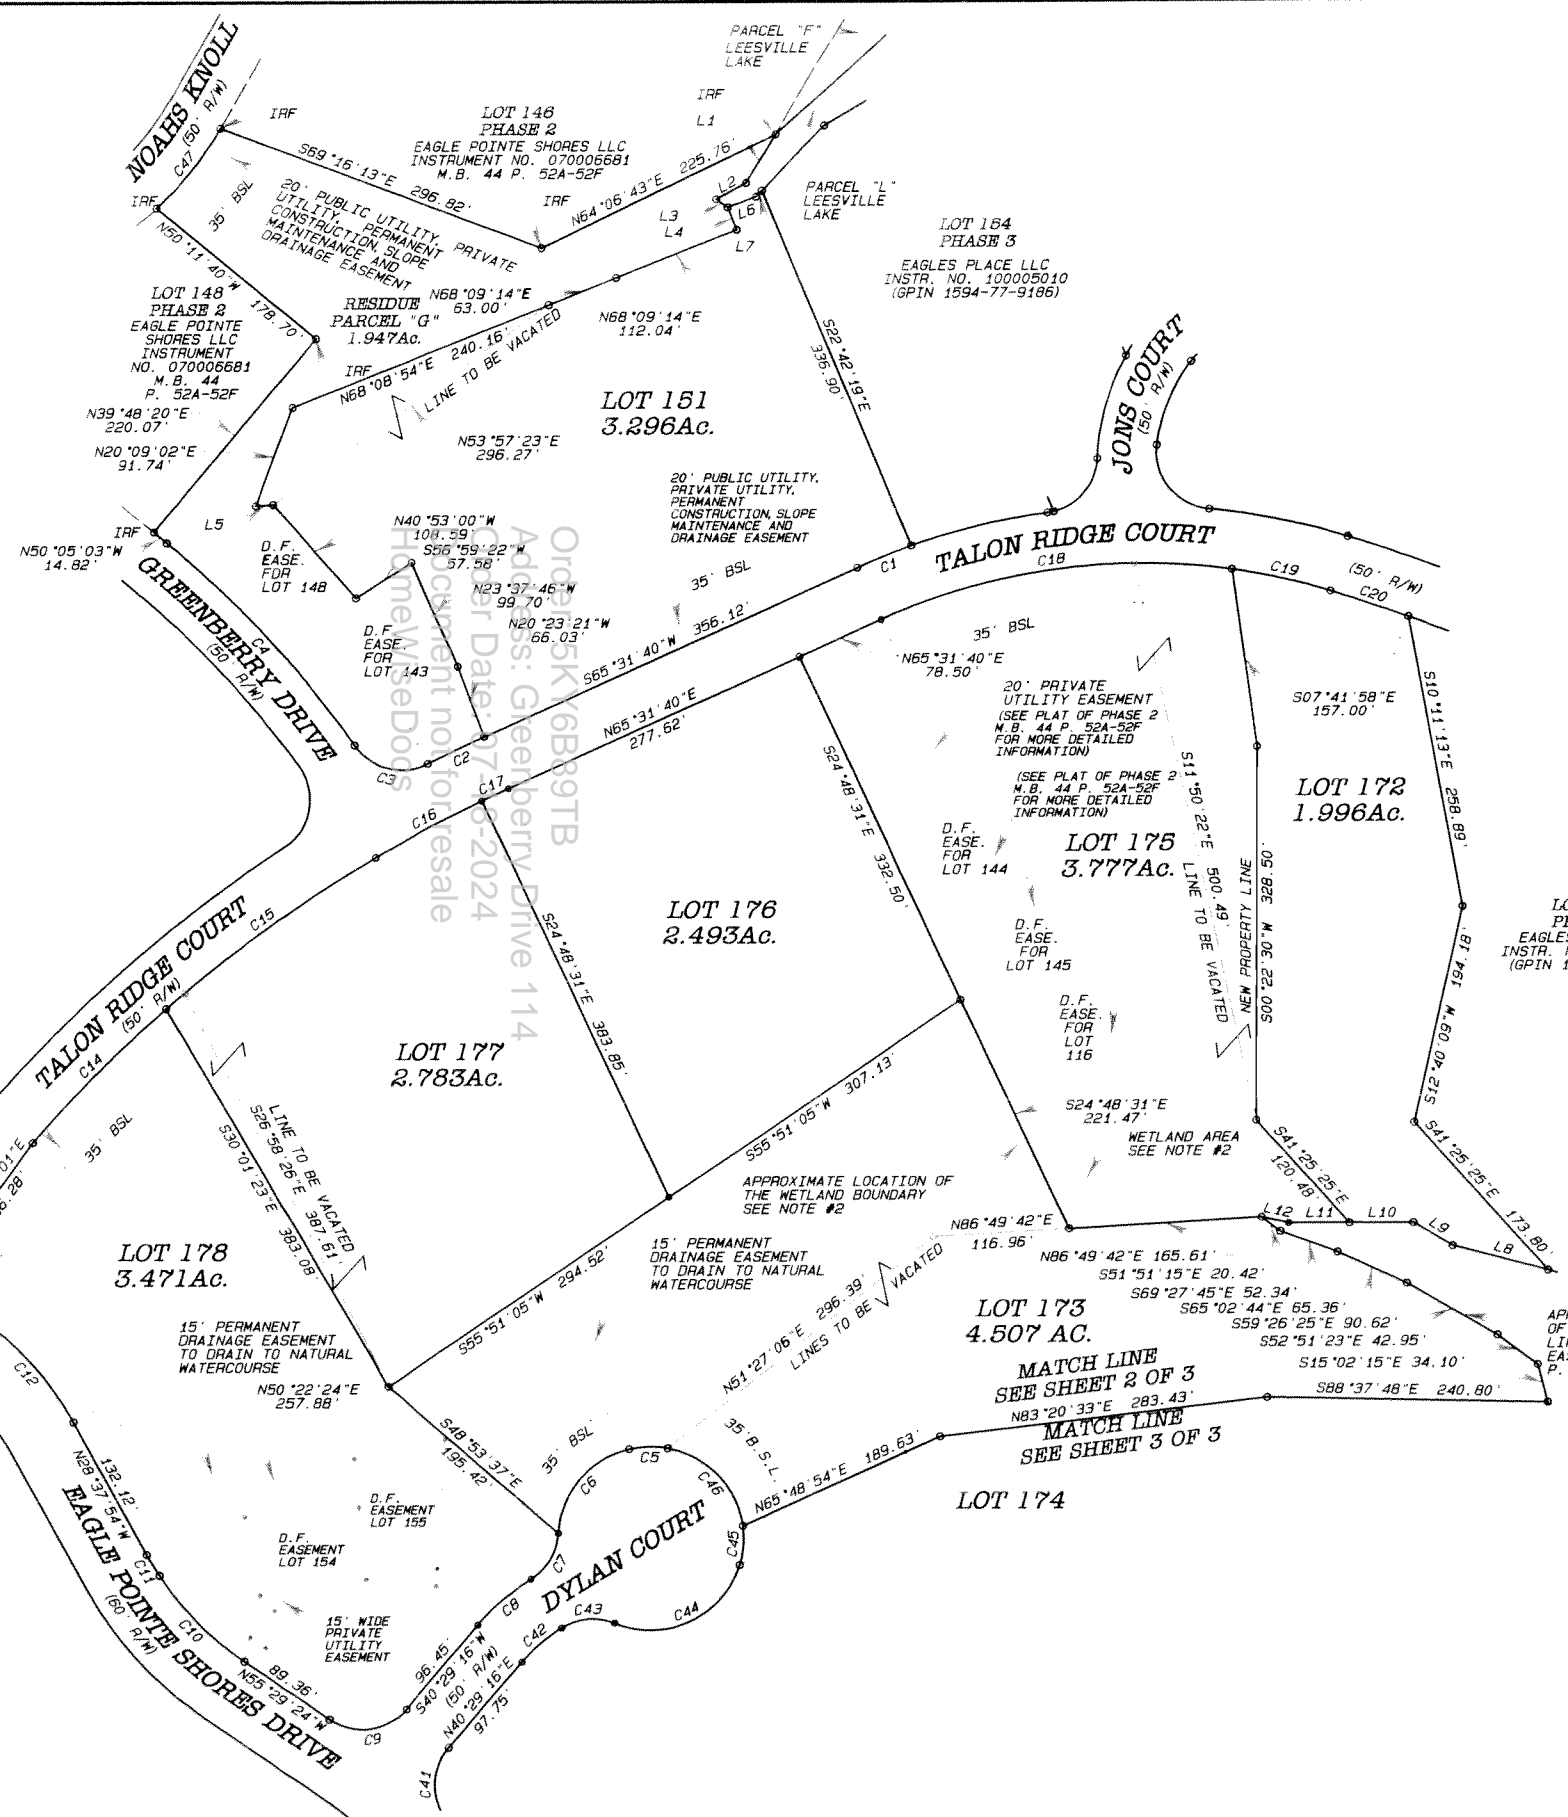 PARCEL "F"
LEESVILLE
LAKE
NOAHS KNOLL
(50' R/W)
C47
IRF
IRF
L1
LOT 146
PHASE 2
EAGLE POINTE SHORES LLC
INSTRUMENT NO. 070006681
M.B. 44 P. 52A-52F
S69°16'13"E 296.82'
N64°06'43"E 225.76'
IRF
IRF
35' BSL
20' PUBLIC UTILITY,
UTILITY, PERMANENT PRIVATE
CONSTRUCTION, SLOPE
MAINTENANCE AND
DRAINAGE EASEMENT
L2
L3
L4
L6
L7
PARCEL "L"
LEESVILLE
LAKE
LOT 154
PHASE 3
EAGLES PLACE LLC
INSTR. NO. 100005010
(GPIN 1594-77-9186)
N50°11'40"W 178.70'
LOT 148
PHASE 2
EAGLE POINTE
SHORES LLC
INSTRUMENT
NO. 070006681
M.B. 44
P. 52A-52F
RESIDUE
PARCEL "G"
1.947Ac.
N68°09'14"E
63.00'
N68°09'14"E
112.04'
IRF
N68°08'54"E 240.16'
LINE TO BE VACATED
S22°42'19"E
336.90'
JONS COURT
(50' R/W)
N39°48'20"E
220.07'
N20°09'02"E
91.74'
LOT 151
3.296Ac.
N53°57'23"E
296.27'
20' PUBLIC UTILITY,
PRIVATE UTILITY,
PERMANENT
CONSTRUCTION, SLOPE
MAINTENANCE AND
DRAINAGE EASEMENT
IRF
L5
N50°05'03"W
14.82'
N40°53'00"W
108.59'
S56°59'22"W
57.58'
N23°37'46"W
99.70'
N20°23'21"W
66.03'
D.F.
EASE.
FOR
LOT 148
D.F.
EASE.
FOR
LOT 143
GREENBERRY DRIVE
(50' R/W)
C4
TALON RIDGE COURT
(50' R/W)
C1
C18
C19
C20
35' BSL
S65°31'40"W 356.12'
35' BSL
N65°31'40"E
78.50'
N65°31'40"E
277.62'
C2
C3
C17
C16
20' PRIVATE
UTILITY EASEMENT
(SEE PLAT OF PHASE 2
M.B. 44 P. 52A-52F
FOR MORE DETAILED
INFORMATION)
(SEE PLAT OF PHASE 2
M.B. 44 P. 52A-52F
FOR MORE DETAILED
INFORMATION)
S07°41'58"E
157.00'
S10°11'13"E 258.89'
LOT 172
1.996Ac.
S11°50'22"E 500.49'
LINE TO BE VACATED
NEW PROPERTY LINE
S00°22'30"W 328.50'
D.F.
EASE.
FOR
LOT 144
LOT 175
3.777Ac.
S24°48'31"E 332.50'
Order: 5KY6B89TB
Address: Greenberry Drive 114
Order Date: 07-18-2024
Document not for resale
HomeWiseDocs
LOT 176
2.493Ac.
D.F.
EASE.
FOR
LOT 145
EAGLES
INSTR.
(GPIN 1
S12°40'09"W 194.18'
TALON RIDGE COURT
(50' R/W)
C15
C14
S24°48'31"E 383.85'
D.F.
EASE.
FOR
LOT
116
LOT 177
2.783Ac.
S55°51'05"W 307.13'
S24°48'31"E
221.47'
WETLAND AREA
SEE NOTE #2
S41°25'25"E
120.48'
S41°25'25"E 173.80'
35' BSL
LINE TO BE VACATED
S26°58'26"E 387.61'
S30°01'23"E 383.08'
APPROXIMATE LOCATION OF
THE WETLAND BOUNDARY
SEE NOTE #2
N86°49'42"E
116.96'
L12
L11
L10
L9
L8
LOT 178
3.471Ac.
15' PERMANENT
DRAINAGE EASEMENT
TO DRAIN TO NATURAL
WATERCOURSE
S55°51'05"W 294.52'
N86°49'42"E 165.61'
S51°51'15"E 20.42'
S69°27'45"E 52.34'
S65°02'44"E 65.36'
S59°26'25"E 90.62'
S52°51'23"E 42.95'
S15°02'15"E 34.10'
S88°37'48"E 240.80'
LOT 173
4.507 AC.
N51°27'06"E 296.39'
LINES TO BE VACATED
MATCH LINE
SEE SHEET 2 OF 3
N83°20'33"E 283.43'
MATCH LINE
SEE SHEET 3 OF 3
15' PERMANENT
DRAINAGE EASEMENT
TO DRAIN TO NATURAL
WATERCOURSE
N50°22'24"E
257.88'
C12
S48°53'37"E
195.42'
35' BSL
35' B.S.L.
C5
C6
C46
N65°48'54"E 189.63'
LOT 174
N28°37'54"W
132.12'
D.F.
EASEMENT
LOT 155
D.F.
EASEMENT
LOT 154
DYLAN COURT
C45
C7
C8
C44
C43
C42
C11
C10
EAGLE POINTE SHORES DRIVE
(60' R/W)
15' WIDE
PRIVATE
UTILITY
EASEMENT
89.36'
N55°29'24"W
96.45'
S40°29'16"W
(50' R/W)
N40°29'16"E
97.75'
C9
C41